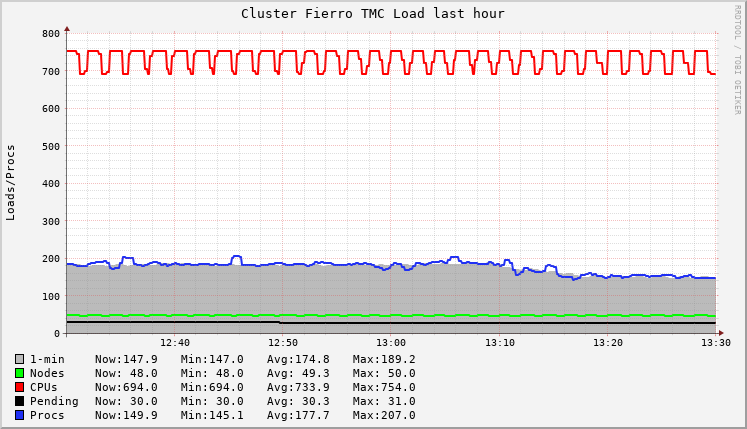 Cluster Fierro TMC Load last hour
RRDTOOL / TOBI OETIKER
Loads/Procs
800
700
600
500
400
300
200
100
0
12:40 12:50 13:00 13:10 13:20 13:30
1-min Now:147.9 Min:147.0 Avg:174.8 Max:189.2
Nodes Now: 48.0 Min: 48.0 Avg: 49.3 Max: 50.0
CPUs Now:694.0 Min:694.0 Avg:733.9 Max:754.0
Pending Now: 30.0 Min: 30.0 Avg: 30.3 Max: 31.0
Procs Now:149.9 Min:145.1 Avg:177.7 Max:207.0